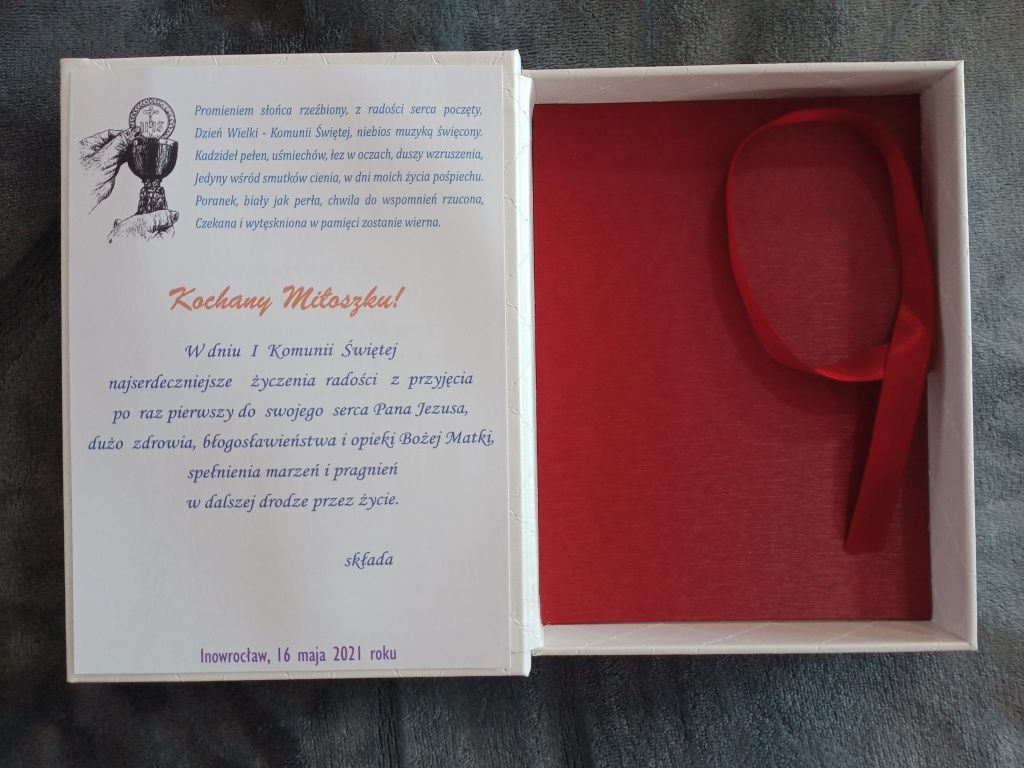 IHS
Promieniem słońca rzeźbiony, z radości serca poczęty,
Dzień Wielki - Komunii Świętej, niebios muzyką święcony.
Kadzideł pełen, uśmiechów, łez w oczach, duszy wzruszenia,
Jedyny wśród smutków cienia, w dni moich życia pośpiechu.
Poranek, biały jak perła, chwila do wspomnień rzucona,
Czekana i wytęskniona w pamięci zostanie wierna.
Kochany Miłoszku!
W dniu I Komunii Świętej
najserdeczniejsze życzenia radości z przyjęcia
po raz pierwszy do swojego serca Pana Jezusa,
dużo zdrowia, błogosławieństwa i opieki Bożej Matki,
spełnienia marzeń i pragnień
w dalszej drodze przez życie.
składa
Inowrocław, 16 maja 2021 roku